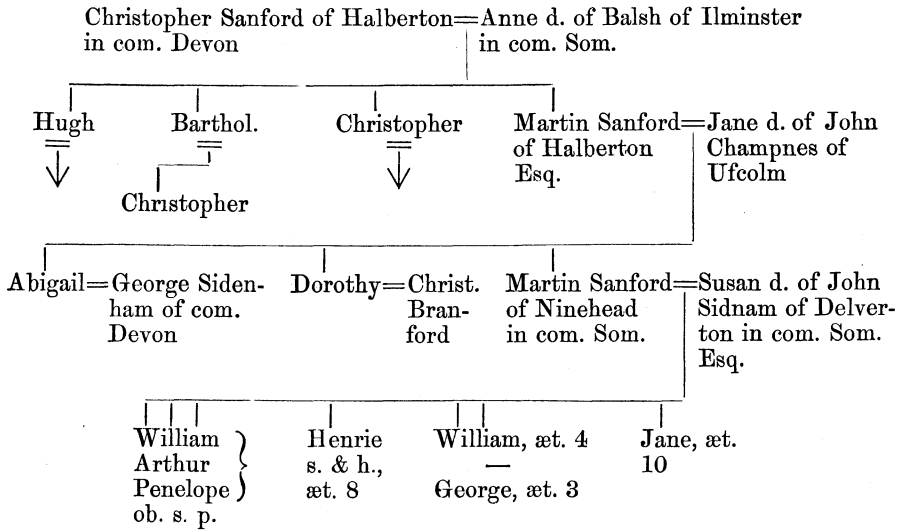 Christopher Sanford of Halberton=Anne d. of Balsh of Ilminster
in com. Devon
in com. Som.
Hugh
Barthol.
Christopher
Christopher
Martin Sanford=Jane d. of John
of Halberton
Esq.
Champnes of
Ufcolm
Abigail=George Siden-
ham of com.
Devon
Dorothy=Christ.
Bran-
ford
Martin Sanford=Susan d. of John
of Ninehead
in com. Som.
Sidnam of Delver-
ton in com. Som.
Esq.
William
Arthur
Penelope
ob. s. p.
Henrie
s. & h.,
æt. 8
William, æt. 4
—
George, æt. 3
Jane, æt.
10